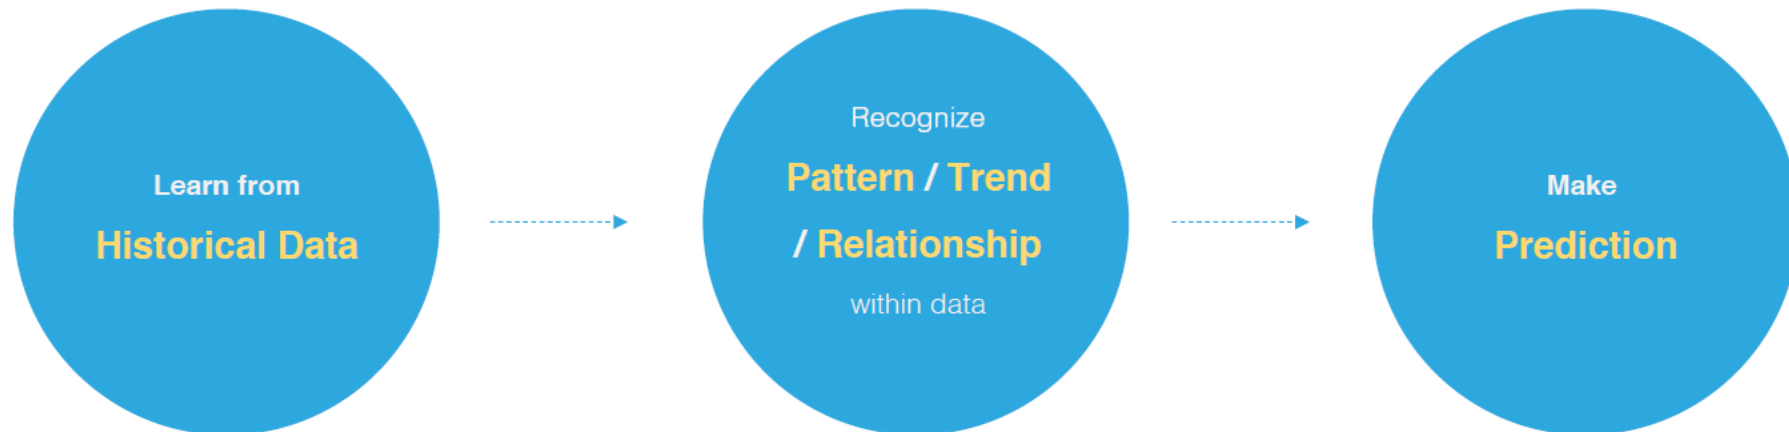 Learn from
Historical Data
Recognize
Pattern / Trend
/ Relationship
within data
Make
Prediction